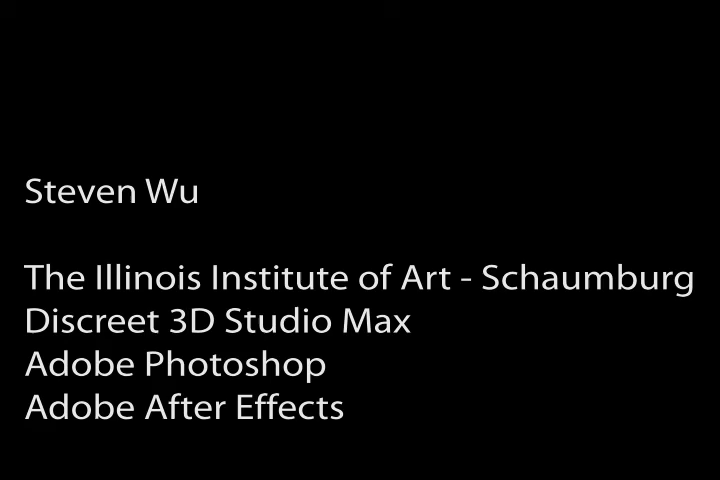 Steven Wu
The Illinois Institute of Art - Schaumburg
Discreet 3D Studio Max
Adobe Photoshop
Adobe After Effects